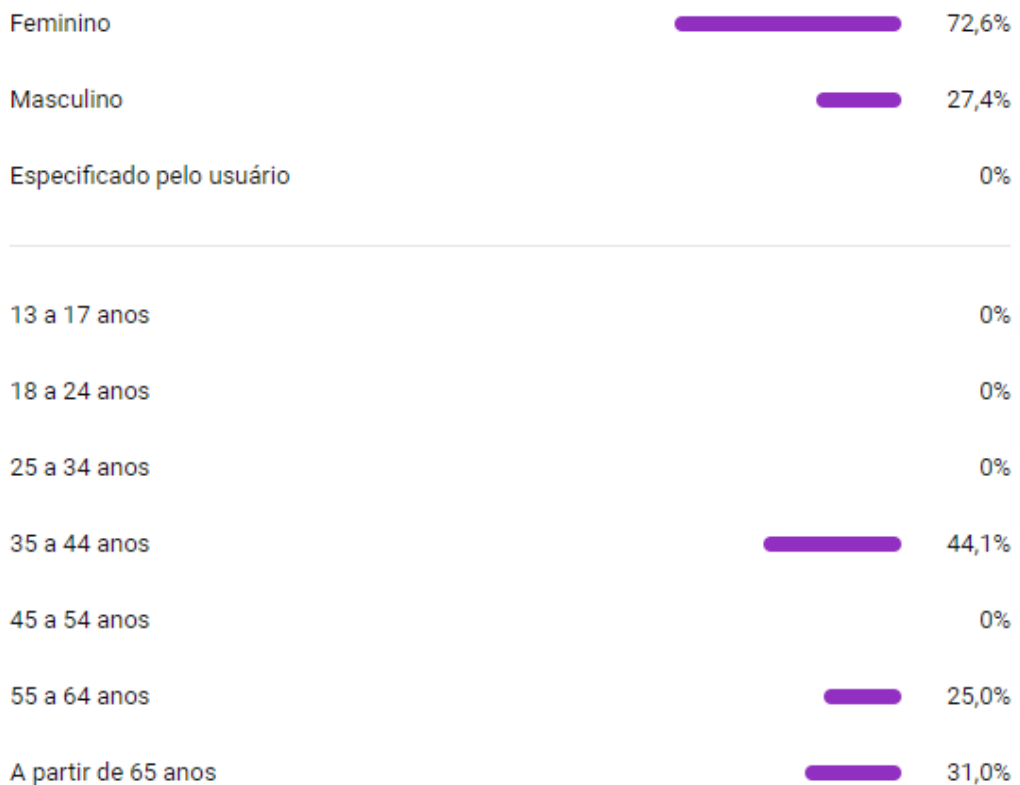 Feminino 72,6%
Masculino 27,4%
Especificado pelo usuário 0%
13 a 17 anos 0%
18 a 24 anos 0%
25 a 34 anos 0%
35 a 44 anos 44,1%
45 a 54 anos 0%
55 a 64 anos 25,0%
A partir de 65 anos 31,0%